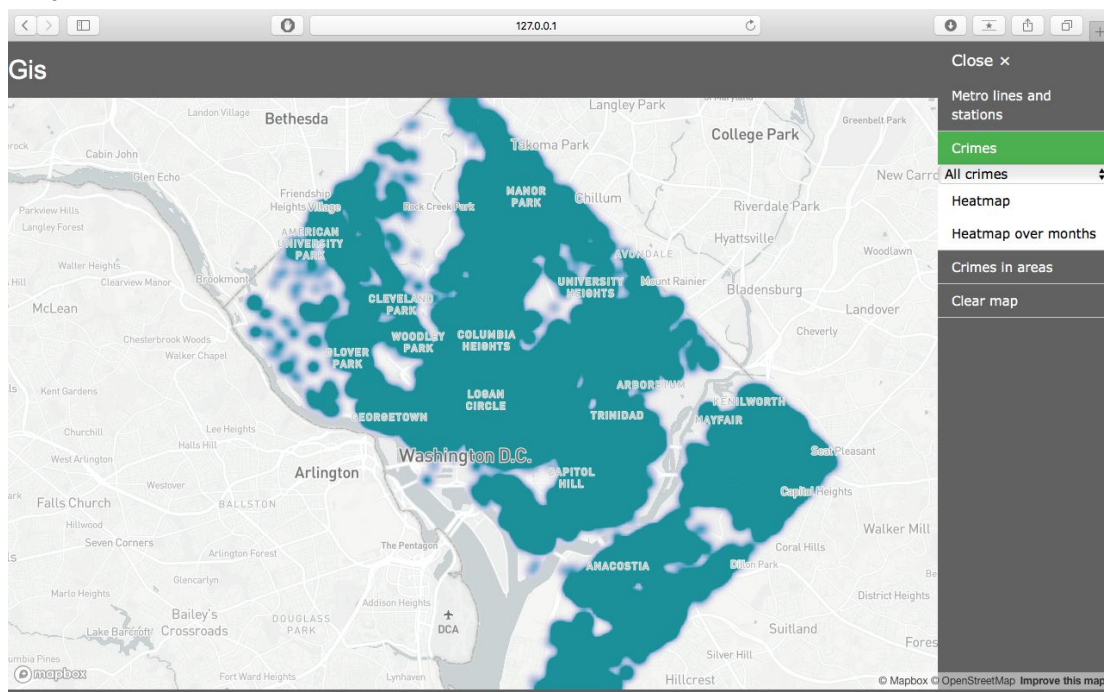 127.0.0.1
Gis
Close ×
Metro lines and
stations
Crimes
All crimes
Heatmap
Heatmap over months
Crimes in areas
Clear map
Landon Village
Bethesda
Langley Park
College Park
Greenbelt Park
Takoma Park
Cabin John
Glen Echo
New Carro
Friendship
Heights Village
Rock Creek Park
MANOR
PARK
Chillum
Riverdale Park
Parkview Hills
Langley Forest
AMERICAN
UNIVERSITY
PARK
Hyattsville
Woodlawn
AVONDALE
Walter Heights
Hill
Clearview Manor
Brookmont
UNIVERSITY
HEIGHTS
Mount Rainier
Bladensburg
McLean
CLEVELAND
PARK
Landover
Chesterbrook Woods
WOODLEY
PARK
COLUMBIA
HEIGHTS
Cheverly
Walker Chapel
GLOVER
PARK
Kent Gardens
LOGAN
CIRCLE
ARBORETUM
KENILWORTH
GEORGETOWN
TRINIDAD
MAYFAIR
Churchill
Lee Heights
Halls Hill
West Arlington
Washington D.C.
Seat Pleasant
Arlington
CAPITOL
HILL
Westover
Capitol Heights
Falls Church
BALLSTON
Hillwood
Walker Mill
Seven Corners
Arlington Forest
The Pentagon
Coral Hills
ANACOSTIA
Dillon Park
Glencarlyn
Marlo Heights
Addison Heights
District Heights
Bailey's
Crossroads
DOUGLASS
PARK
DCA
Lake Barcroft
Suitland
Fores
Silver Hill
umbia Pines
mapbox
Fort Ward Heights
Lynhaven
Hillcrest
© Mapbox © OpenStreetMap Improve this map